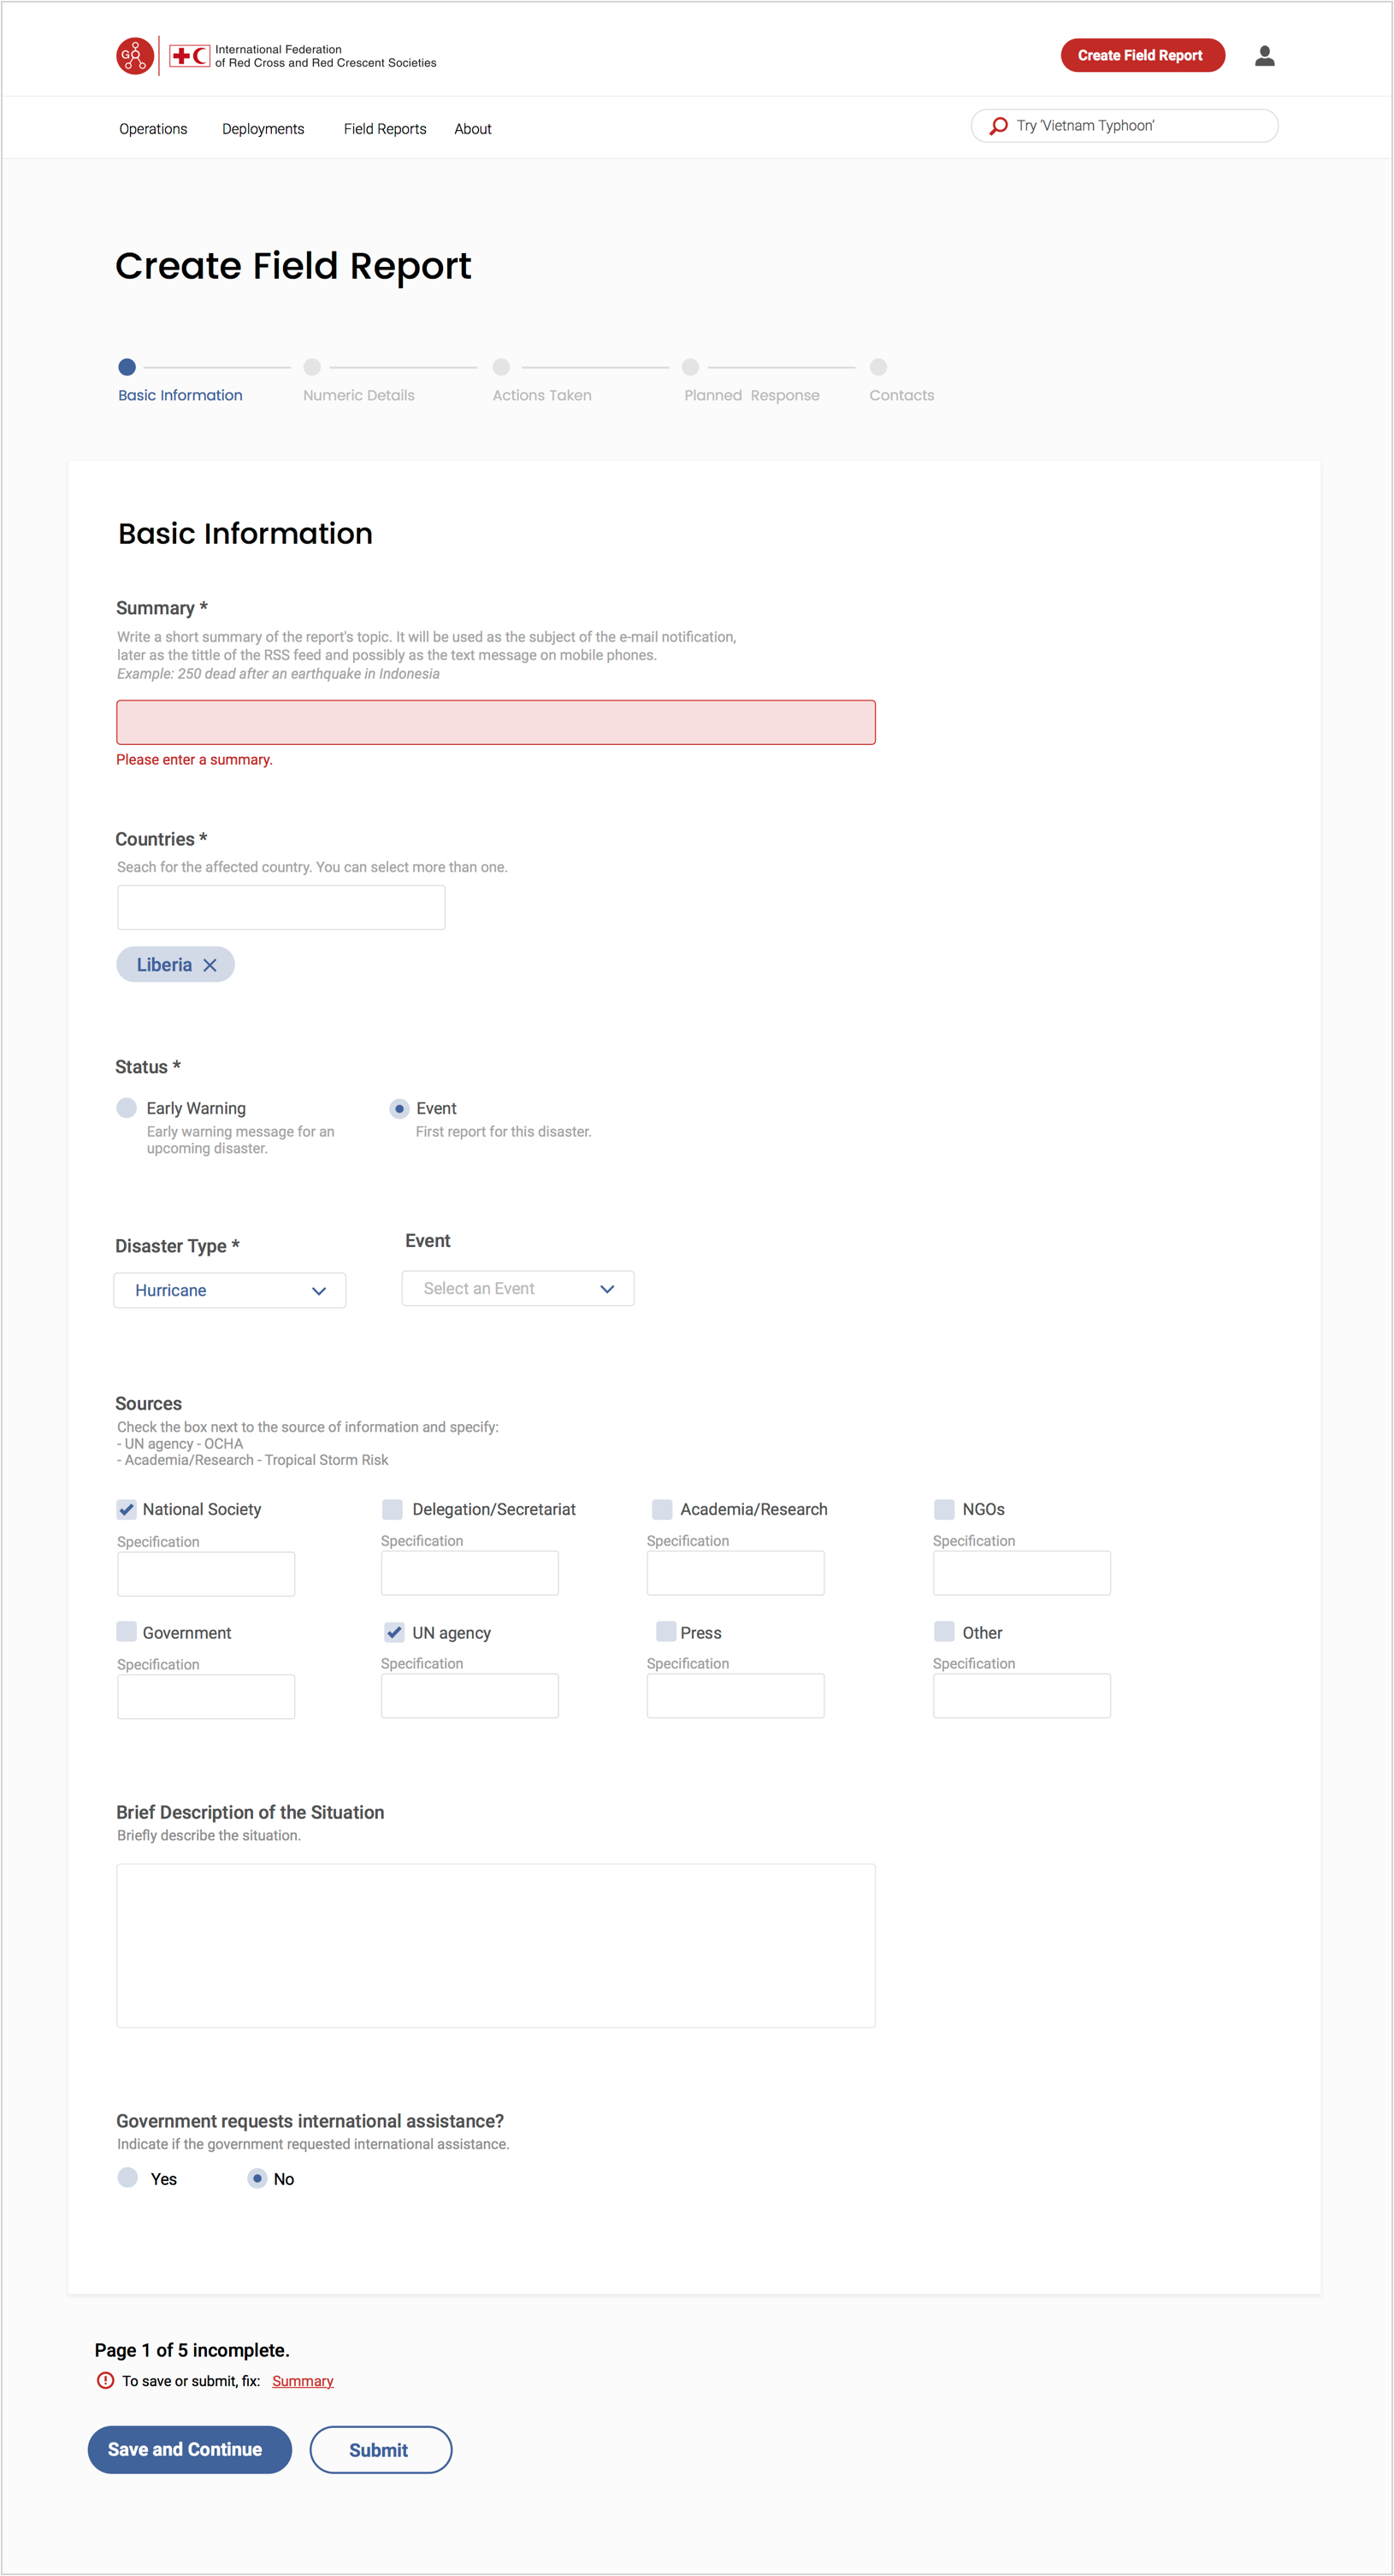 GO
International Federation
of Red Cross and Red Crescent Societies
Create Field Report
Operations
Deployments
Field Reports
About
Try ‘Vietnam Typhoon’
Create Field Report
Basic Information
Numeric Details
Actions Taken
Planned Response
Contacts
Basic Information
Summary *
Write a short summary of the report's topic. It will be used as the subject of the e-mail notification,
later as the tittle of the RSS feed and possibly as the text message on mobile phones.
Example: 250 dead after an earthquake in Indonesia
Please enter a summary.
Countries *
Seach for the affected country. You can select more than one.
Liberia
Status *
Early Warning
Early warning message for an
upcoming disaster.
Event
First report for this disaster.
Disaster Type *
Hurricane
Event
Select an Event
Sources
Check the box next to the source of information and specify:
- UN agency - OCHA
- Academia/Research - Tropical Storm Risk
National Society
Delegation/Secretariat
Academia/Research
NGOs
Specification
Specification
Specification
Specification
Government
UN agency
Press
Other
Specification
Specification
Specification
Specification
Brief Description of the Situation
Briefly describe the situation.
Government requests international assistance?
Indicate if the government requested international assistance.
Yes
No
Page 1 of 5 incomplete.
To save or submit, fix: Summary
Save and Continue
Submit